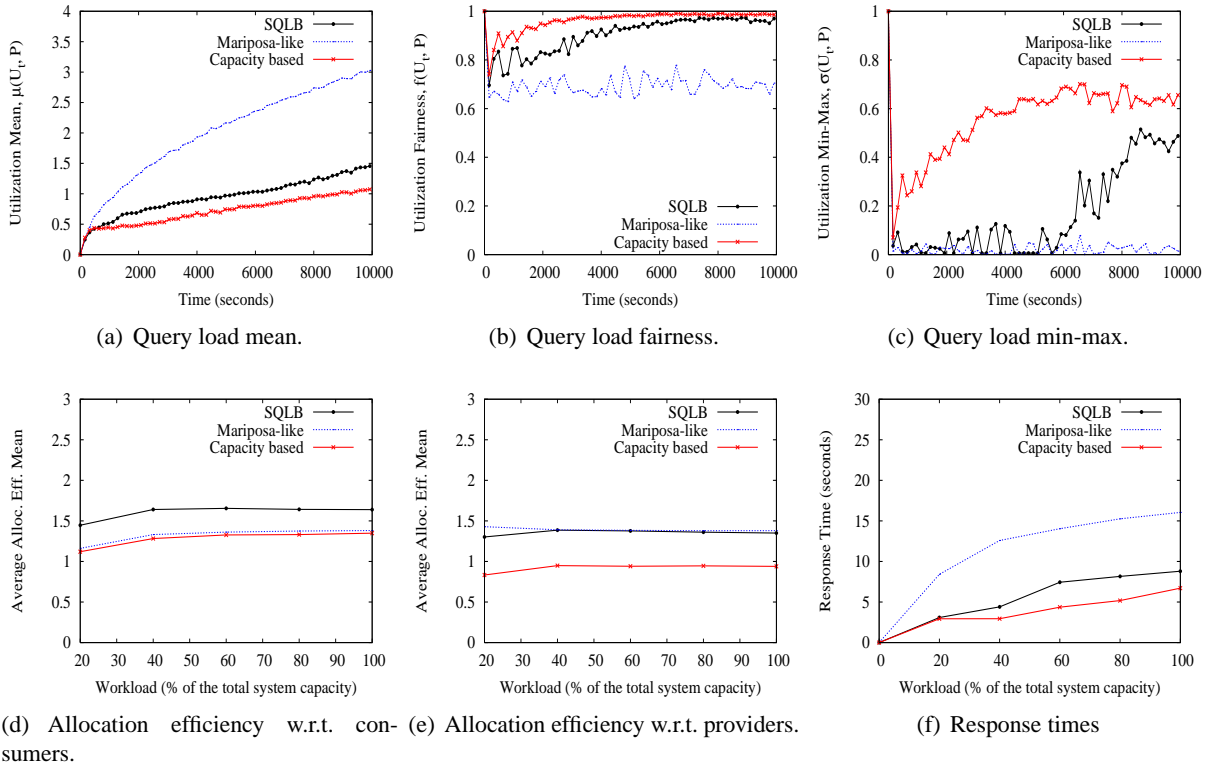 4
3.5
3
2.5
2
1.5
1
0.5
0
0 2000 4000 6000 8000 10000
Utilization Mean, μ(Ut, P)
Time (seconds)
SQLB
Mariposa-like
Capacity based
(a) Query load mean.
1
0.8
0.6
0.4
0.2
0
0 2000 4000 6000 8000 10000
Utilization Fairness, f(Ut, P)
Time (seconds)
SQLB
Mariposa-like
Capacity based
(b) Query load fairness.
1
0.8
0.6
0.4
0.2
0
0 2000 4000 6000 8000 10000
Utilization Min-Max, σ(Ut, P)
Time (seconds)
SQLB
Mariposa-like
Capacity based
(c) Query load min-max.
3
2.5
2
1.5
1
0.5
0
20 30 40 50 60 70 80 90 100
Average Alloc. Eff. Mean
Workload (% of the total system capacity)
SQLB
Mariposa-like
Capacity based
(d) Allocation efficiency w.r.t. con-
sumers.
3
2.5
2
1.5
1
0.5
0
20 30 40 50 60 70 80 90 100
Average Alloc. Eff. Mean
Workload (% of the total system capacity)
SQLB
Mariposa-like
Capacity based
(e) Allocation efficiency w.r.t. providers.
30
25
20
15
10
5
0
0 20 40 60 80 100
Response Time (seconds)
Workload (% of the total system capacity)
SQLB
Mariposa-like
Capacity based
(f) Response times